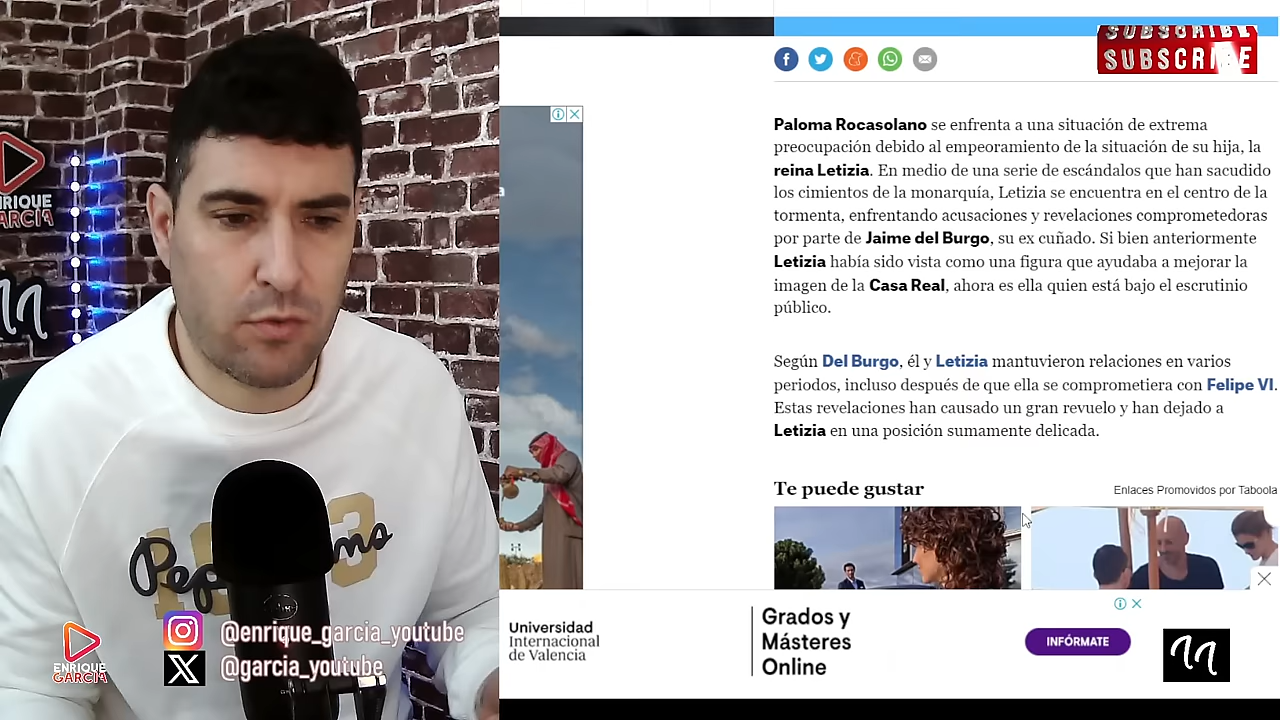 SUBSCRIBE
SUBSCRIBE
Paloma Rocasolano se enfrenta a una situación de extrema
preocupación debido al empeoramiento de la situación de su hija, la
reina Letizia. En medio de una serie de escándalos que han sacudido
los cimientos de la monarquía, Letizia se encuentra en el centro de la
tormenta, enfrentando acusaciones y revelaciones comprometedoras
por parte de Jaime del Burgo, su ex cuñado. Si bien anteriormente
Letizia había sido vista como una figura que ayudaba a mejorar la
imagen de la Casa Real, ahora es ella quien está bajo el escrutinio
público.
Según Del Burgo, él y Letizia mantuvieron relaciones en varios
periodos, incluso después de que ella se comprometiera con Felipe VI.
Estas revelaciones han causado un gran revuelo y han dejado a
Letizia en una posición sumamente delicada.
Te puede gustar
Enlaces Promovidos por Taboola
ENRIQUE
GARCÍA
@enrique_garcia_youtube
@garcia_youtube
ENRIQUE
GARCÍA
Universidad
Internacional
de Valencia
Grados y
Másteres
Online
INFÓRMATE